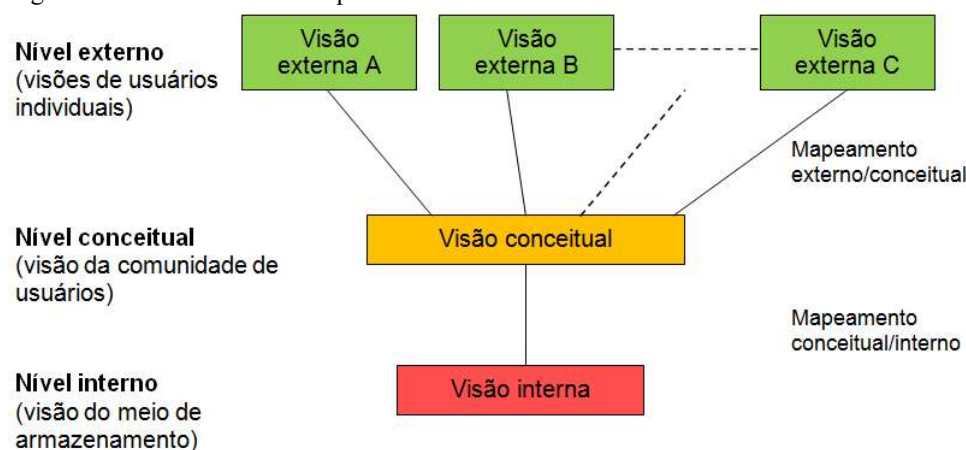 Nível externo
(visões de usuários
individuais)
Visão
externa A
Visão
externa B
Visão
externa C
Mapeamento
externo/conceitual
Nível conceitual
(visão da comunidade de
usuários)
Visão conceitual
Mapeamento
conceitual/interno
Nível interno
(visão do meio de
armazenamento)
Visão interna